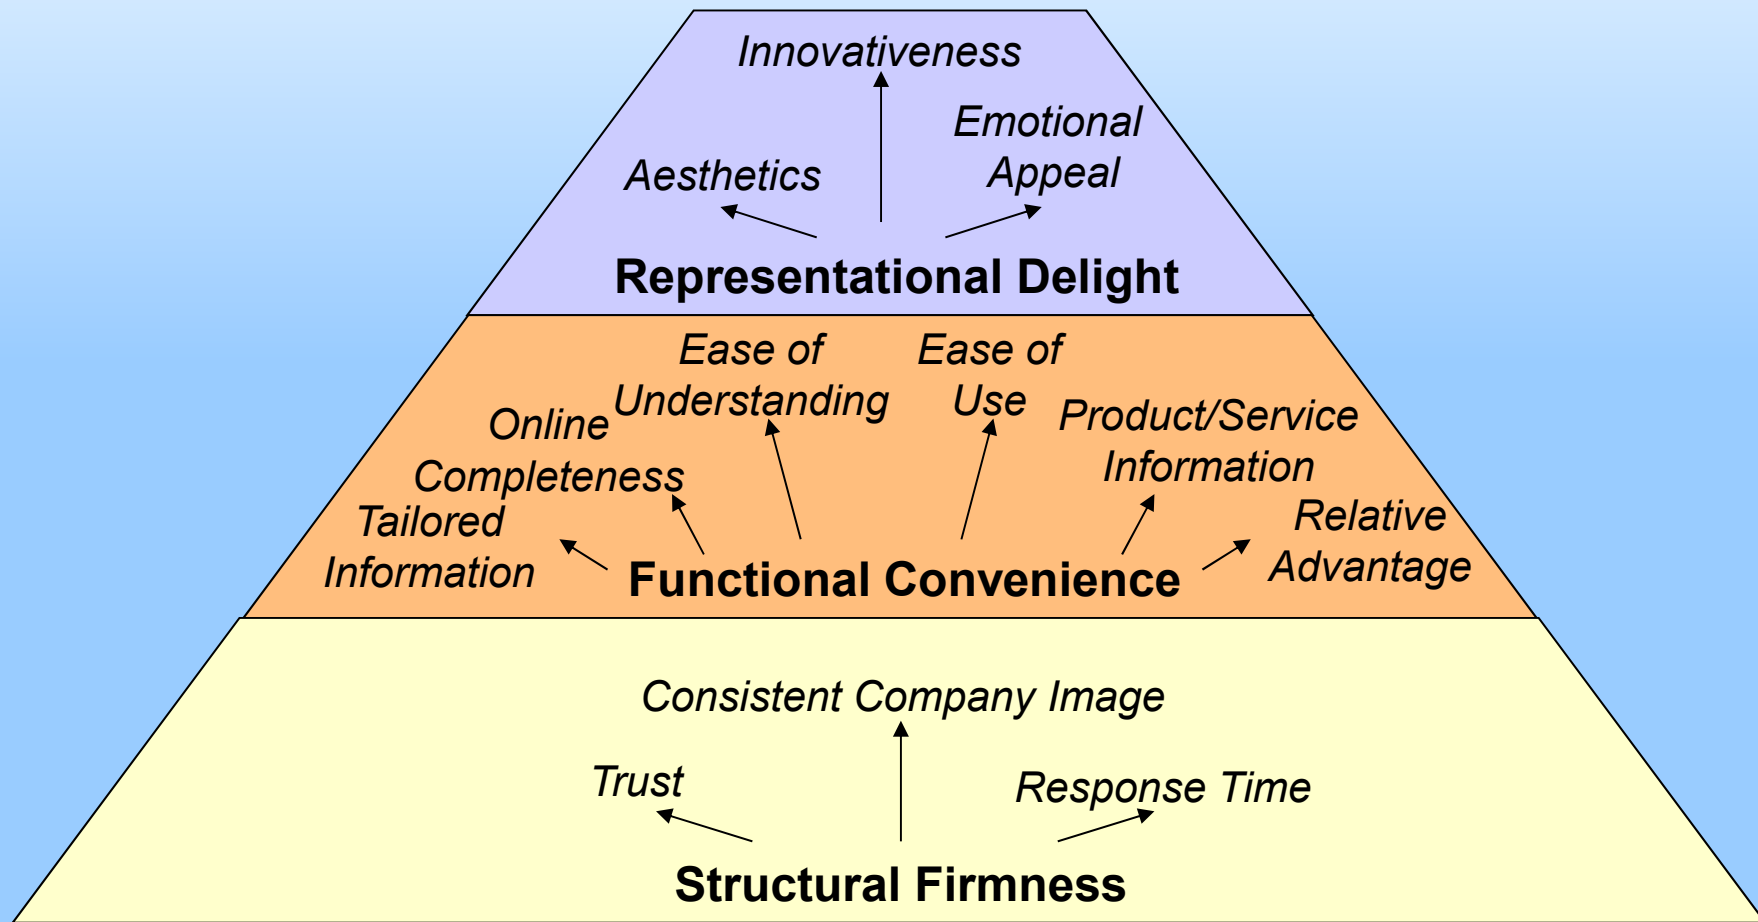 Innovativeness
Emotional
Appeal
Aesthetics
Representational Delight
Ease of
Understanding
Ease of
Use
Online
Completeness
Product/Service
Information
Tailored
Information
Relative
Advantage
Functional Convenience
Consistent Company Image
Trust
Response Time
Structural Firmness